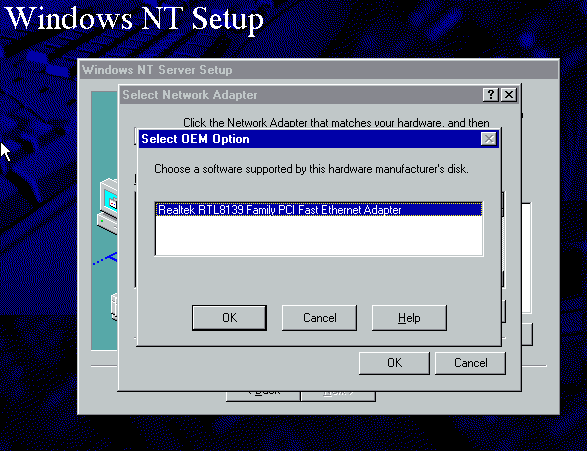 Windows NT Setup
Windows NT Server Setup
Select Network Adapter
Click the Network Adapter that matches your hardware, and then
Select OEM Option
Choose a software supported by this hardware manufacturer's disk.
Realtek RTL8139 Family PCI Fast Ethernet Adapter
OK
Cancel
Help
OK
Cancel